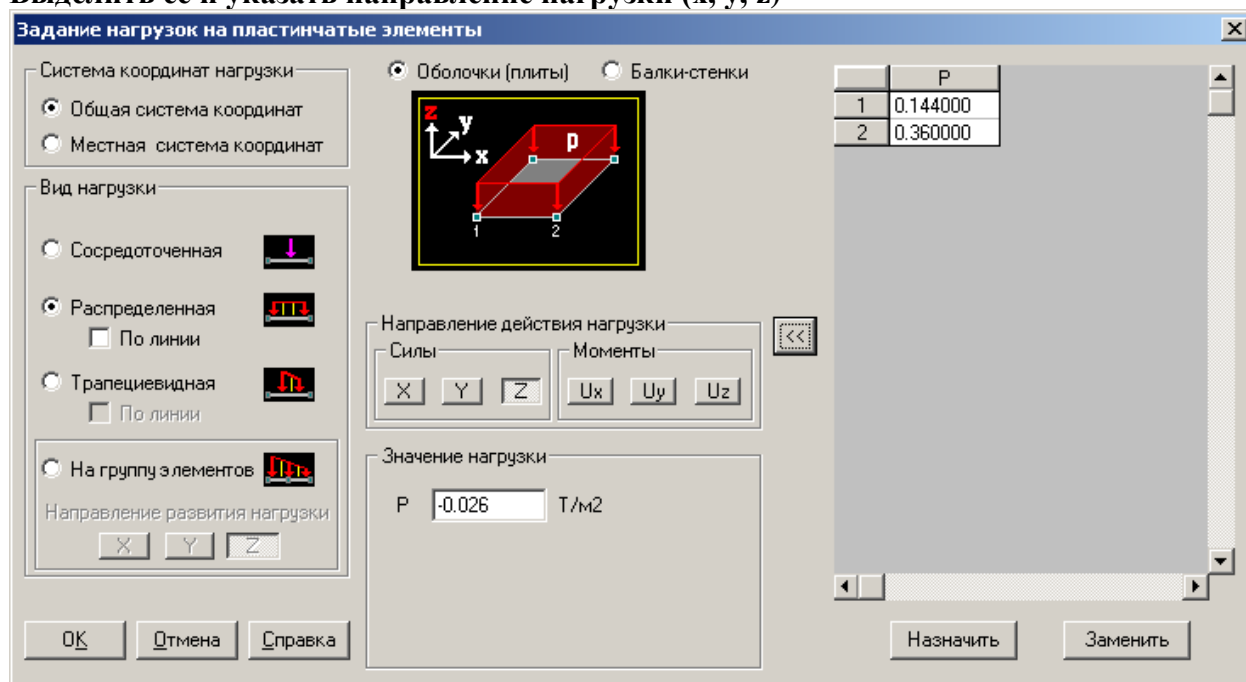 Выделить ее и указать направление нагрузки (x, y, z)
Задание нагрузок на пластинчатые элементы
Система координат нагрузки
Общая система координат
Местная система координат
Вид нагрузки
Сосредоточенная
Распределенная
По линии
Трапециевидная
По линии
На группу элементов
Направление развития нагрузки
X Y Z
OK Отмена Справка
Оболочки (плиты) Балки-стенки
z y x p
1 2
Направление действия нагрузки
Силы Моменты
X Y Z Ux Uy Uz
<<
Значение нагрузки
P -0.026 Т/м2
P
1 0.144000
2 0.360000
Назначить Заменить